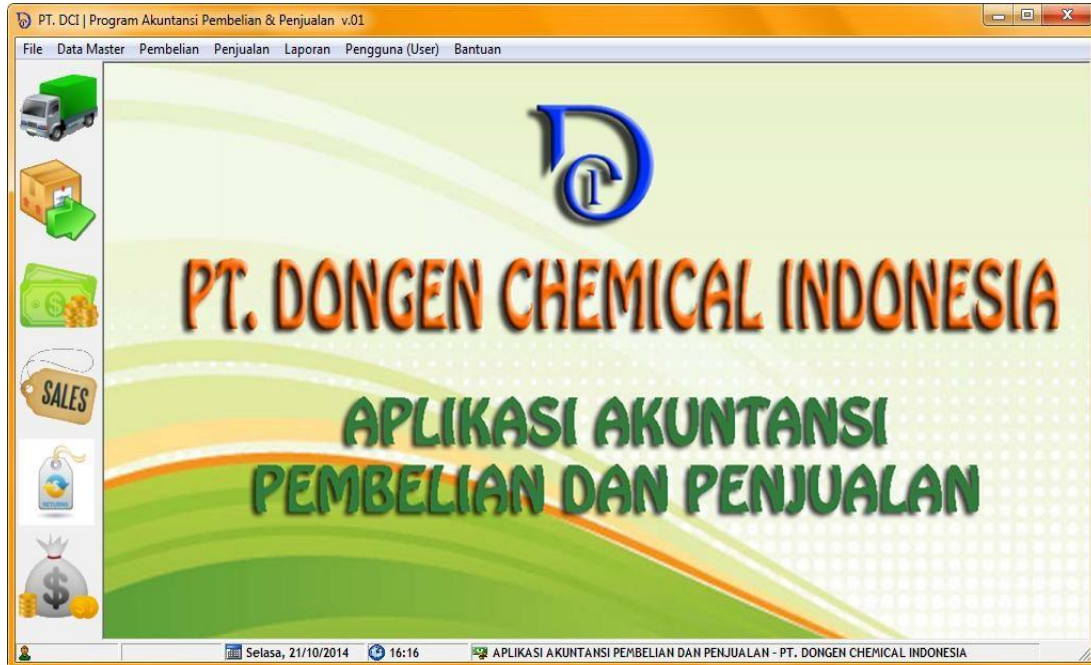 PT. DCI | Program Akuntansi Pembelian & Penjualan v.01
File Data Master Pembelian Penjualan Laporan Pengguna (User) Bantuan
PT. DONGEN CHEMICAL INDONESIA
SALES
APLIKASI AKUNTANSI
PEMBELIAN DAN PENJUALAN
RETURNS
Selasa, 21/10/2014 16:16 APLIKASI AKUNTANSI PEMBELIAN DAN PENJUALAN - PT. DONGEN CHEMICAL INDONESIA